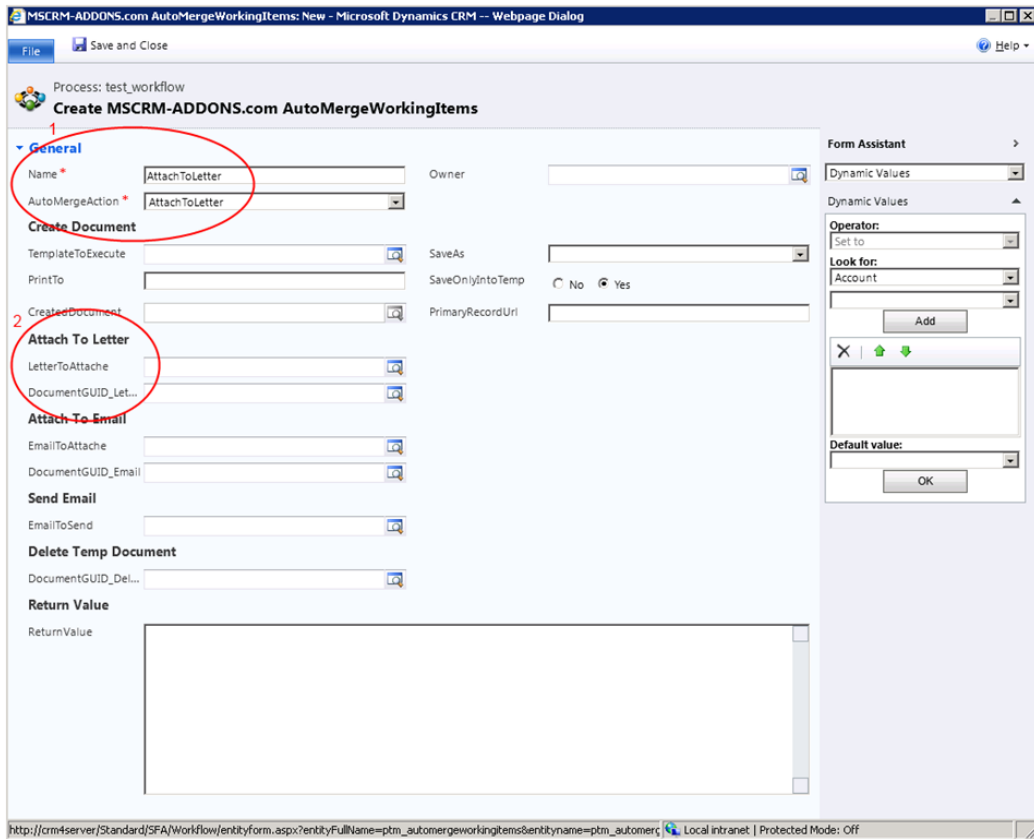 MSCRM-ADDONS.com AutoMergeWorkingItems: New - Microsoft Dynamics CRM -- Webpage Dialog
File
Save and Close
Help
Process: test_workflow
Create MSCRM-ADDONS.com AutoMergeWorkingItems
1
General
Name *
AttachToLetter
Owner
AutoMergeAction *
AttachToLetter
Create Document
TemplateToExecute
SaveAs
PrintTo
SaveOnlyIntoTemp
No
Yes
CreatedDocument
PrimaryRecordUrl
2
Attach To Letter
LetterToAttache
DocumentGUID_Let...
Attach To Email
EmailToAttache
DocumentGUID_Email
Send Email
EmailToSend
Delete Temp Document
DocumentGUID_Del...
Return Value
ReturnValue
Form Assistant
Dynamic Values
Dynamic Values
Operator:
Set to
Look for:
Account
Add
Default value:
OK
http://crm4server/Standard/SFA/Workflow/entityform.aspx?entityFullName=ptm_automergeworkingitems&entityname=ptm_automerg
Local intranet | Protected Mode: Off